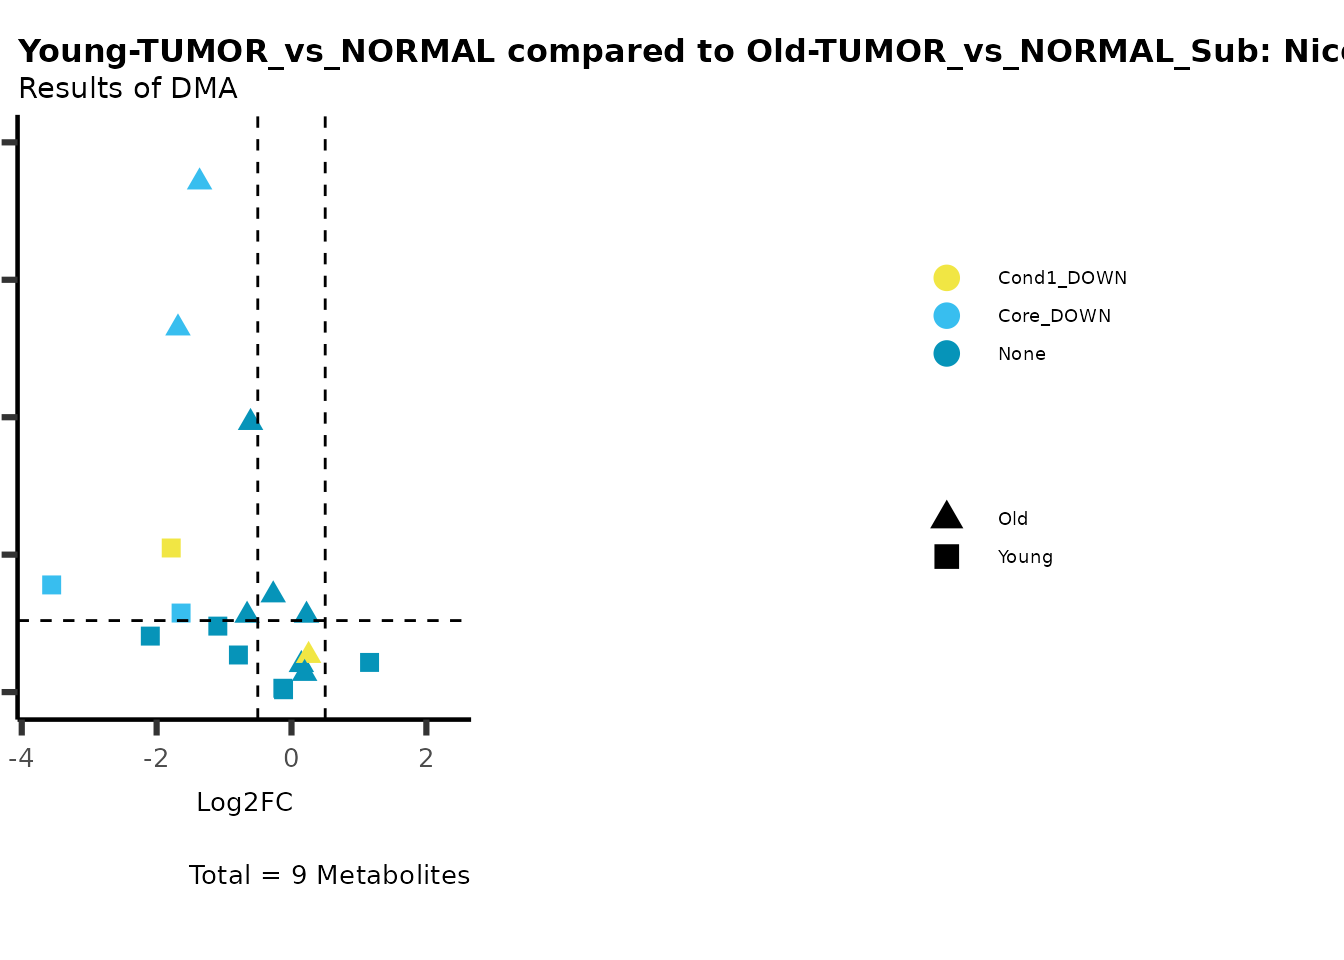 Young-TUMOR_vs_NORMAL compared to Old-TUMOR_vs_NORMAL_Sub:
Results of DMA
Cond1_DOWN
Core_DOWN
None
Old
Young
-4 -2 0 2
Log2FC
Total = 9 Metabolites